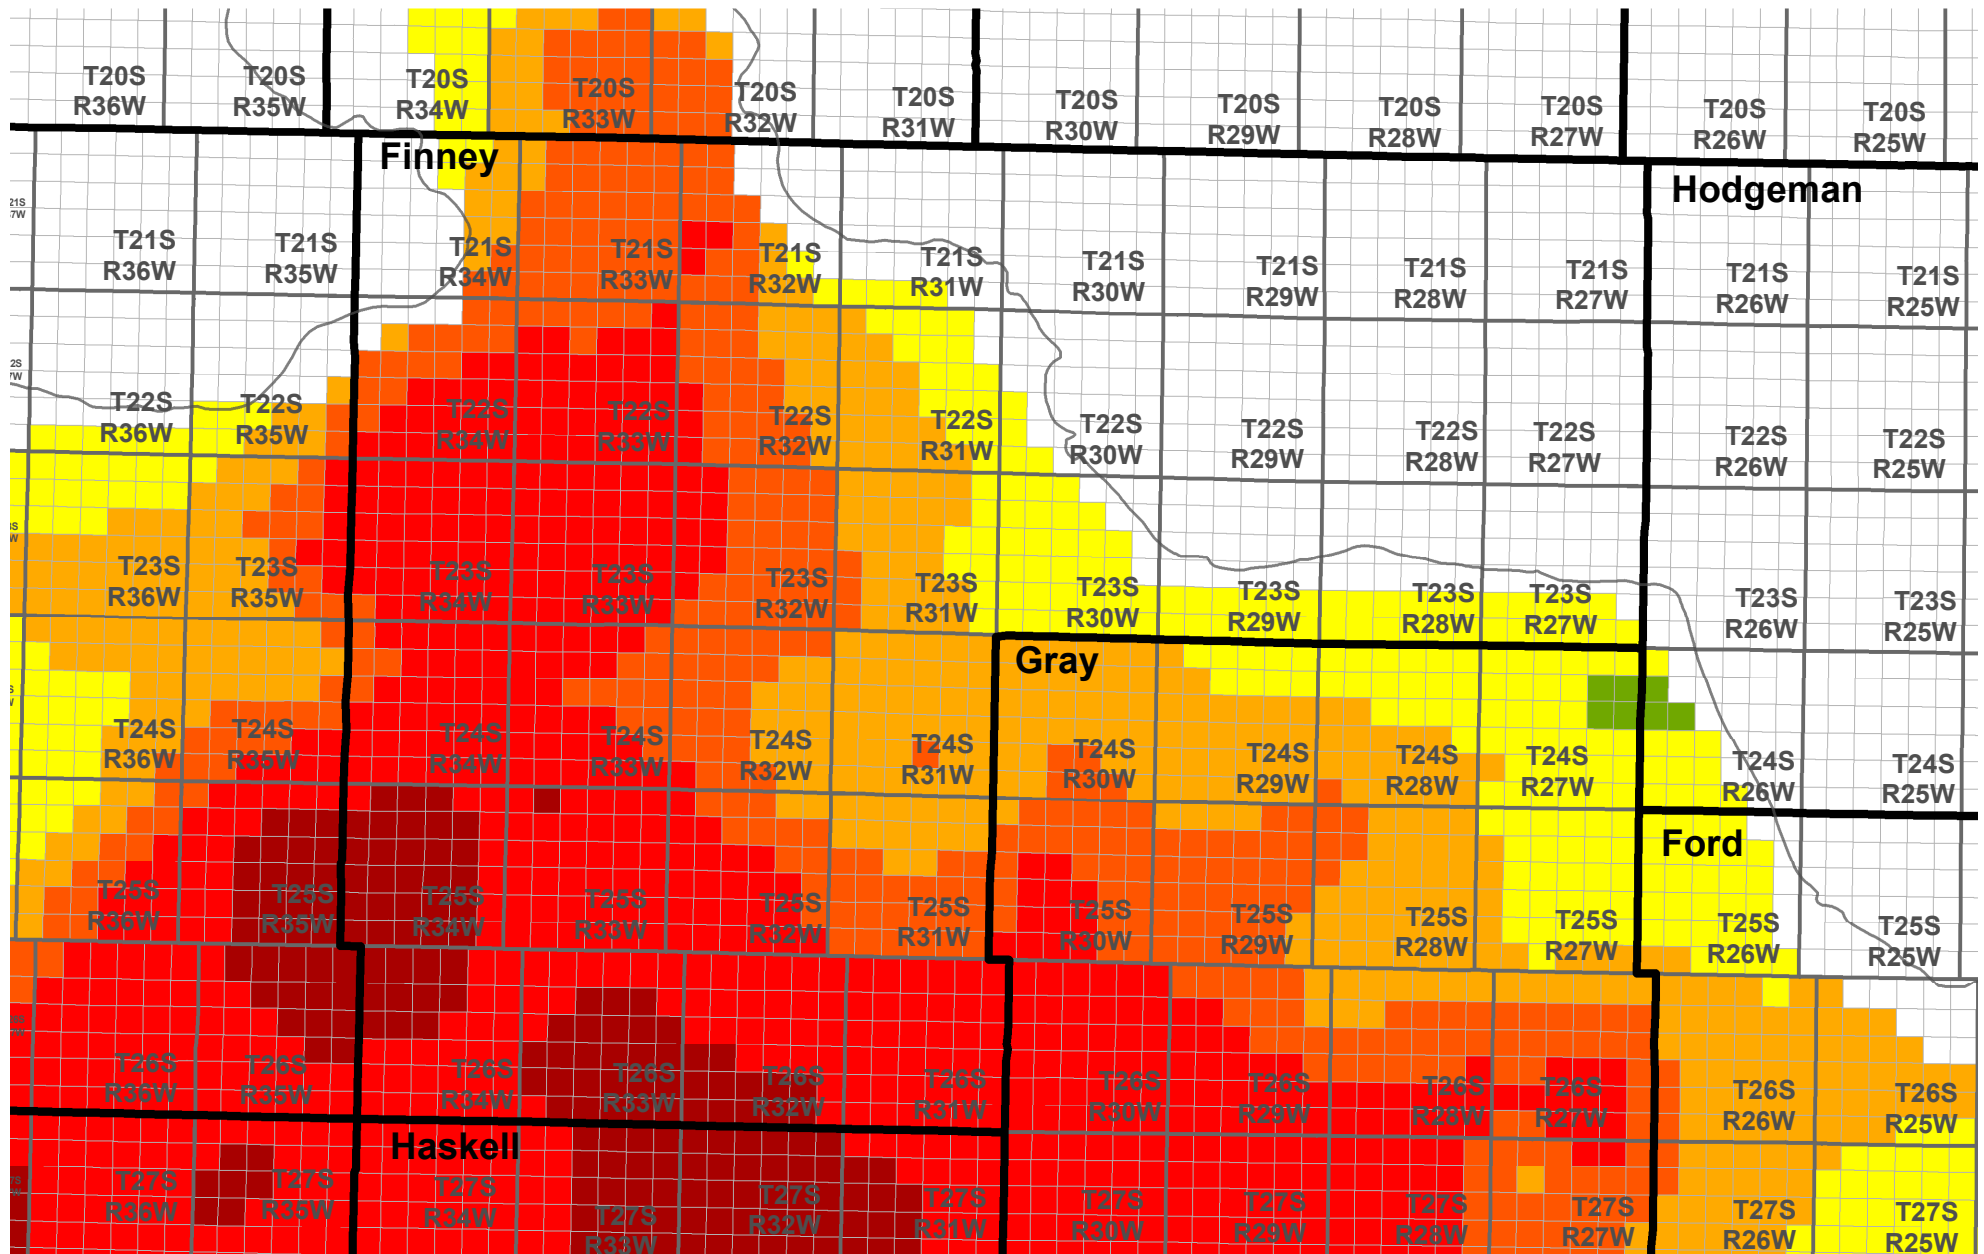 T20S
R36W
T20S
R35W
T20S
R34W
T20S
R33W
T20S
R32W
T20S
R31W
T20S
R30W
T20S
R29W
T20S
R28W
T20S
R27W
T20S
R26W
T20S
R25W
Finney
Hodgeman
21S
7W
T21S
R36W
T21S
R35W
T21S
R34W
T21S
R33W
T21S
R32W
T21S
R31W
T21S
R30W
T21S
R29W
T21S
R28W
T21S
R27W
T21S
R26W
T21S
R25W
2S
7W
T22S
R36W
T22S
R35W
T22S
R34W
T22S
R33W
T22S
R32W
T22S
R31W
T22S
R30W
T22S
R29W
T22S
R28W
T22S
R27W
T22S
R26W
T22S
R25W
T23S
R36W
T23S
R35W
T23S
R34W
T23S
R33W
T23S
R32W
T23S
R31W
T23S
R30W
T23S
R29W
T23S
R28W
T23S
R27W
T23S
R26W
T23S
R25W
Gray
T24S
R36W
T24S
R35W
T24S
R34W
T24S
R33W
T24S
R32W
T24S
R31W
T24S
R30W
T24S
R29W
T24S
R28W
T24S
R27W
T24S
R26W
T24S
R25W
Ford
T25S
R36W
T25S
R35W
T25S
R34W
T25S
R33W
T25S
R32W
T25S
R31W
T25S
R30W
T25S
R29W
T25S
R28W
T25S
R27W
T25S
R26W
T25S
R25W
T26S
R36W
T26S
R35W
T26S
R34W
T26S
R33W
T26S
R32W
T26S
R31W
T26S
R30W
T26S
R29W
T26S
R28W
T26S
R27W
T26S
R26W
T26S
R25W
Haskell
T27S
R36W
T27S
R35W
T27S
R34W
T27S
R33W
T27S
R32W
T27S
R31W
T27S
R30W
T27S
R29W
T27S
R28W
T27S
R27W
T27S
R26W
T27S
R25W